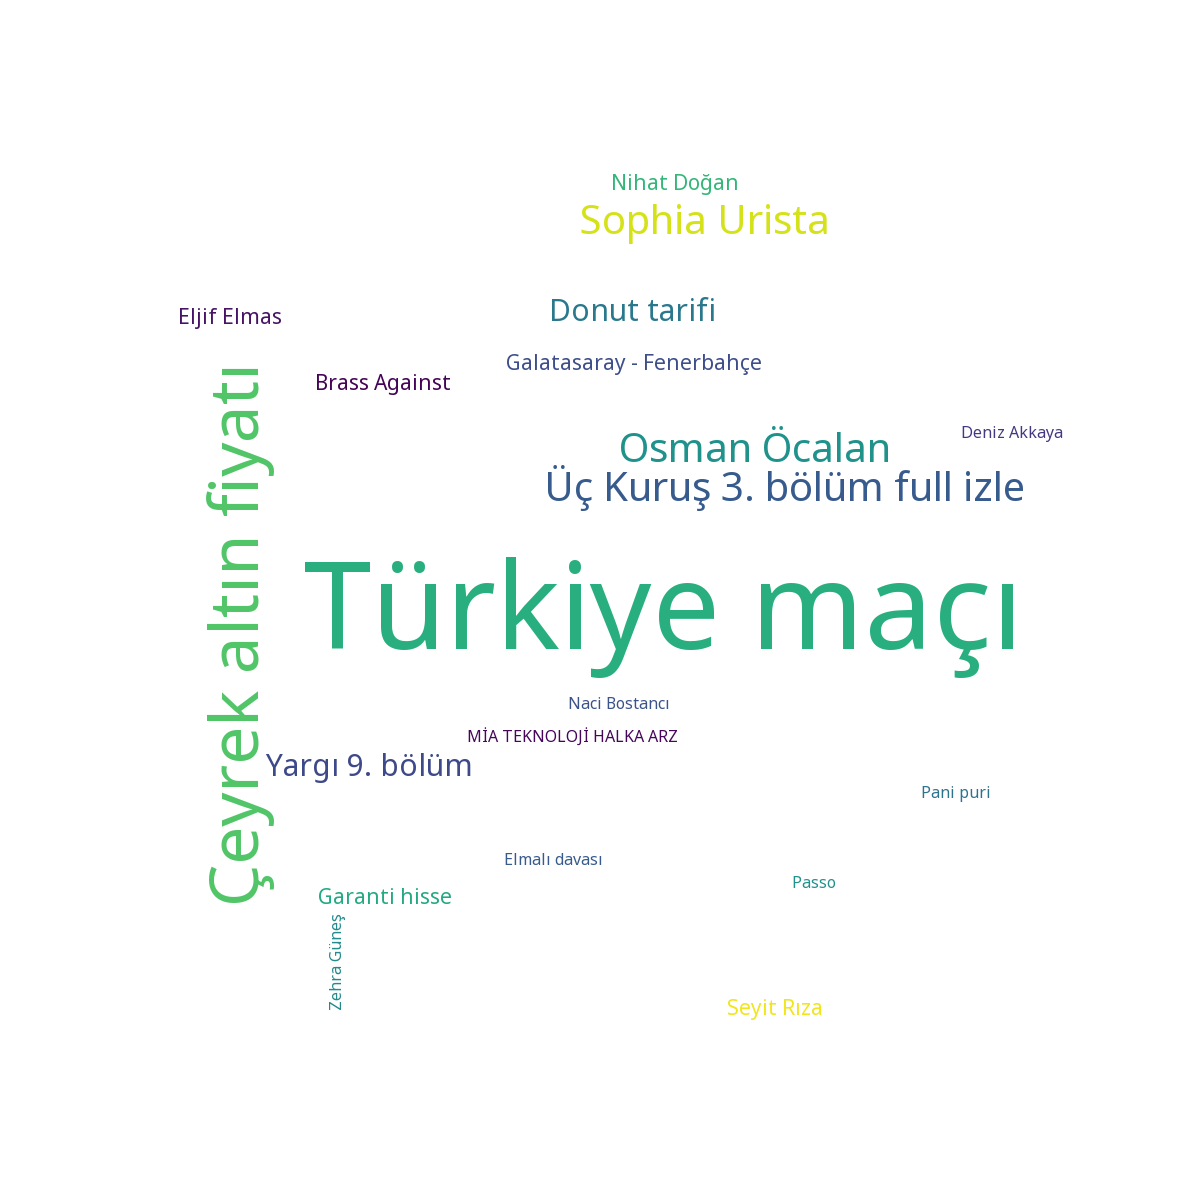 Nihat Doğan
Sophia Urista
Donut tarifi
Eljif Elmas
Galatasaray - Fenerbahçe
Brass Against
Deniz Akkaya
Osman Öcalan
Üç Kuruş 3. bölüm full izle
Çeyrek altın fiyatı
Türkiye maçı
Naci Bostancı
MİA TEKNOLOJİ HALKA ARZ
Yargı 9. bölüm
Pani puri
Elmalı davası
Passo
Garanti hisse
Zehra Güneş
Seyit Rıza